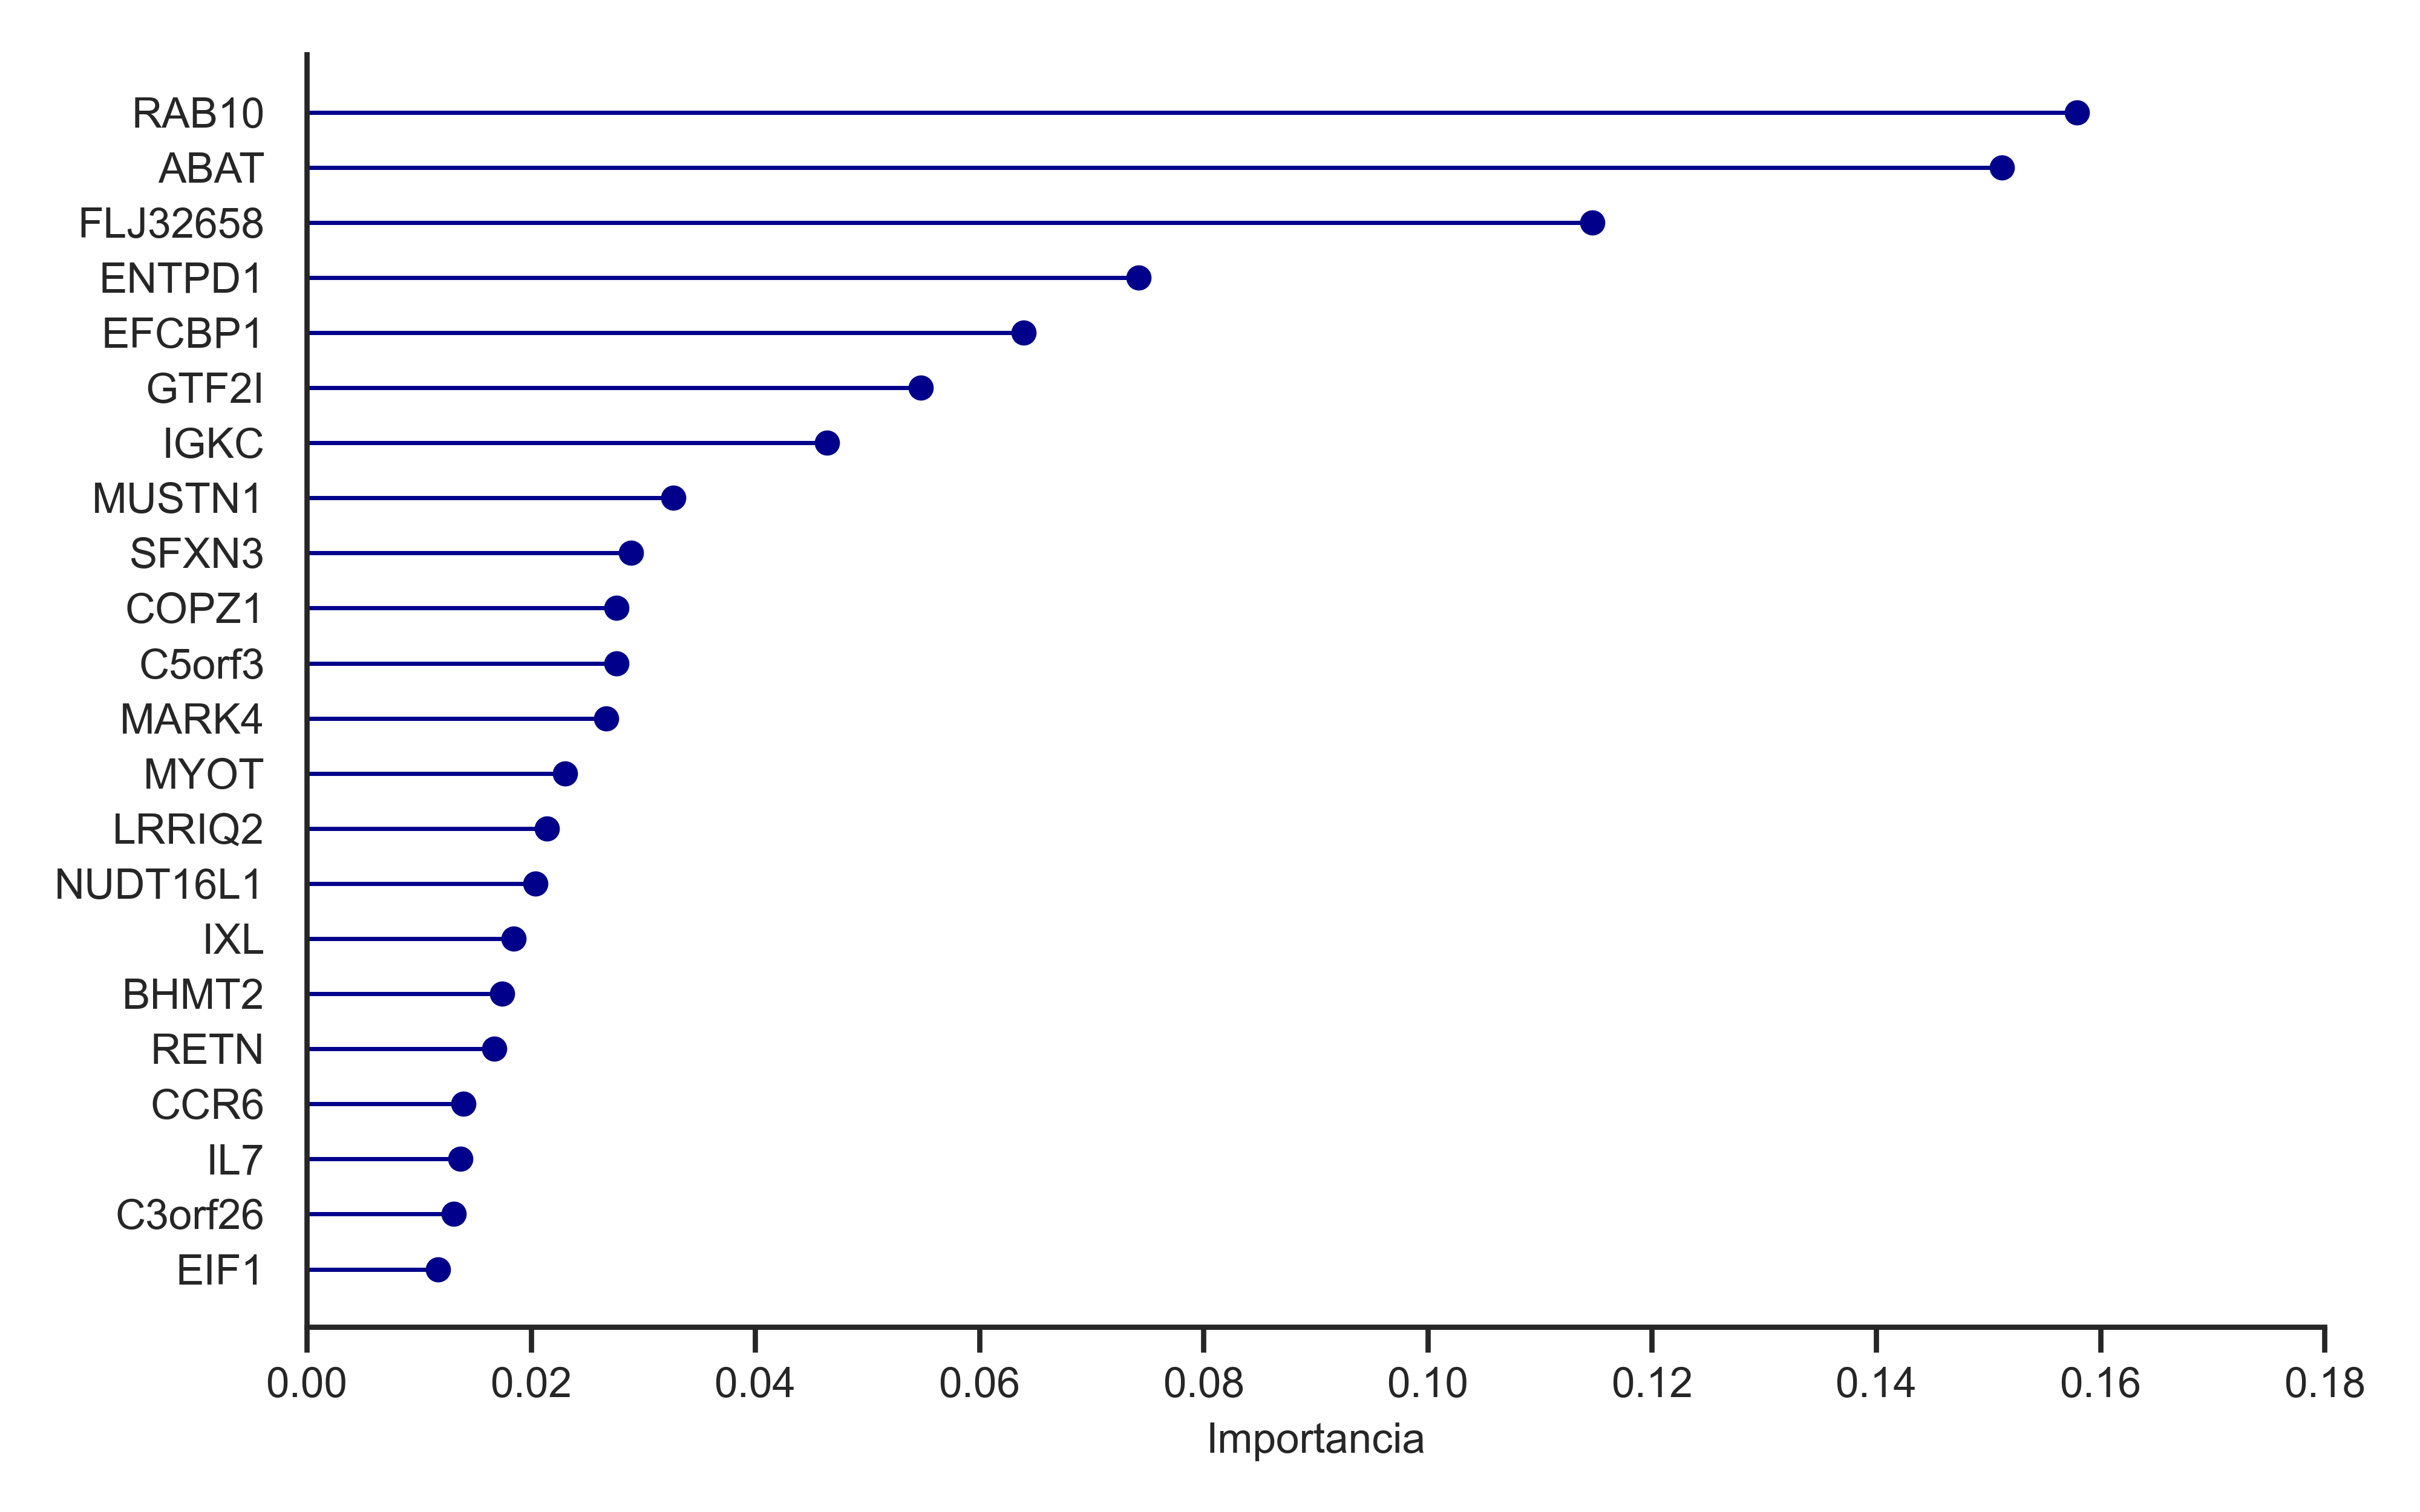 RAB10
ABAT
FLJ32658
ENTPD1
EFCBP1
GTF2I
IGKC
MUSTN1
SFXN3
COPZ1
C5orf3
MARK4
MYOT
LRRIQ2
NUDT16L1
IXL
BHMT2
RETN
CCR6
IL7
C3orf26
EIF1
0.00 0.02 0.04 0.06 0.08 0.10 0.12 0.14 0.16 0.18
Importancia